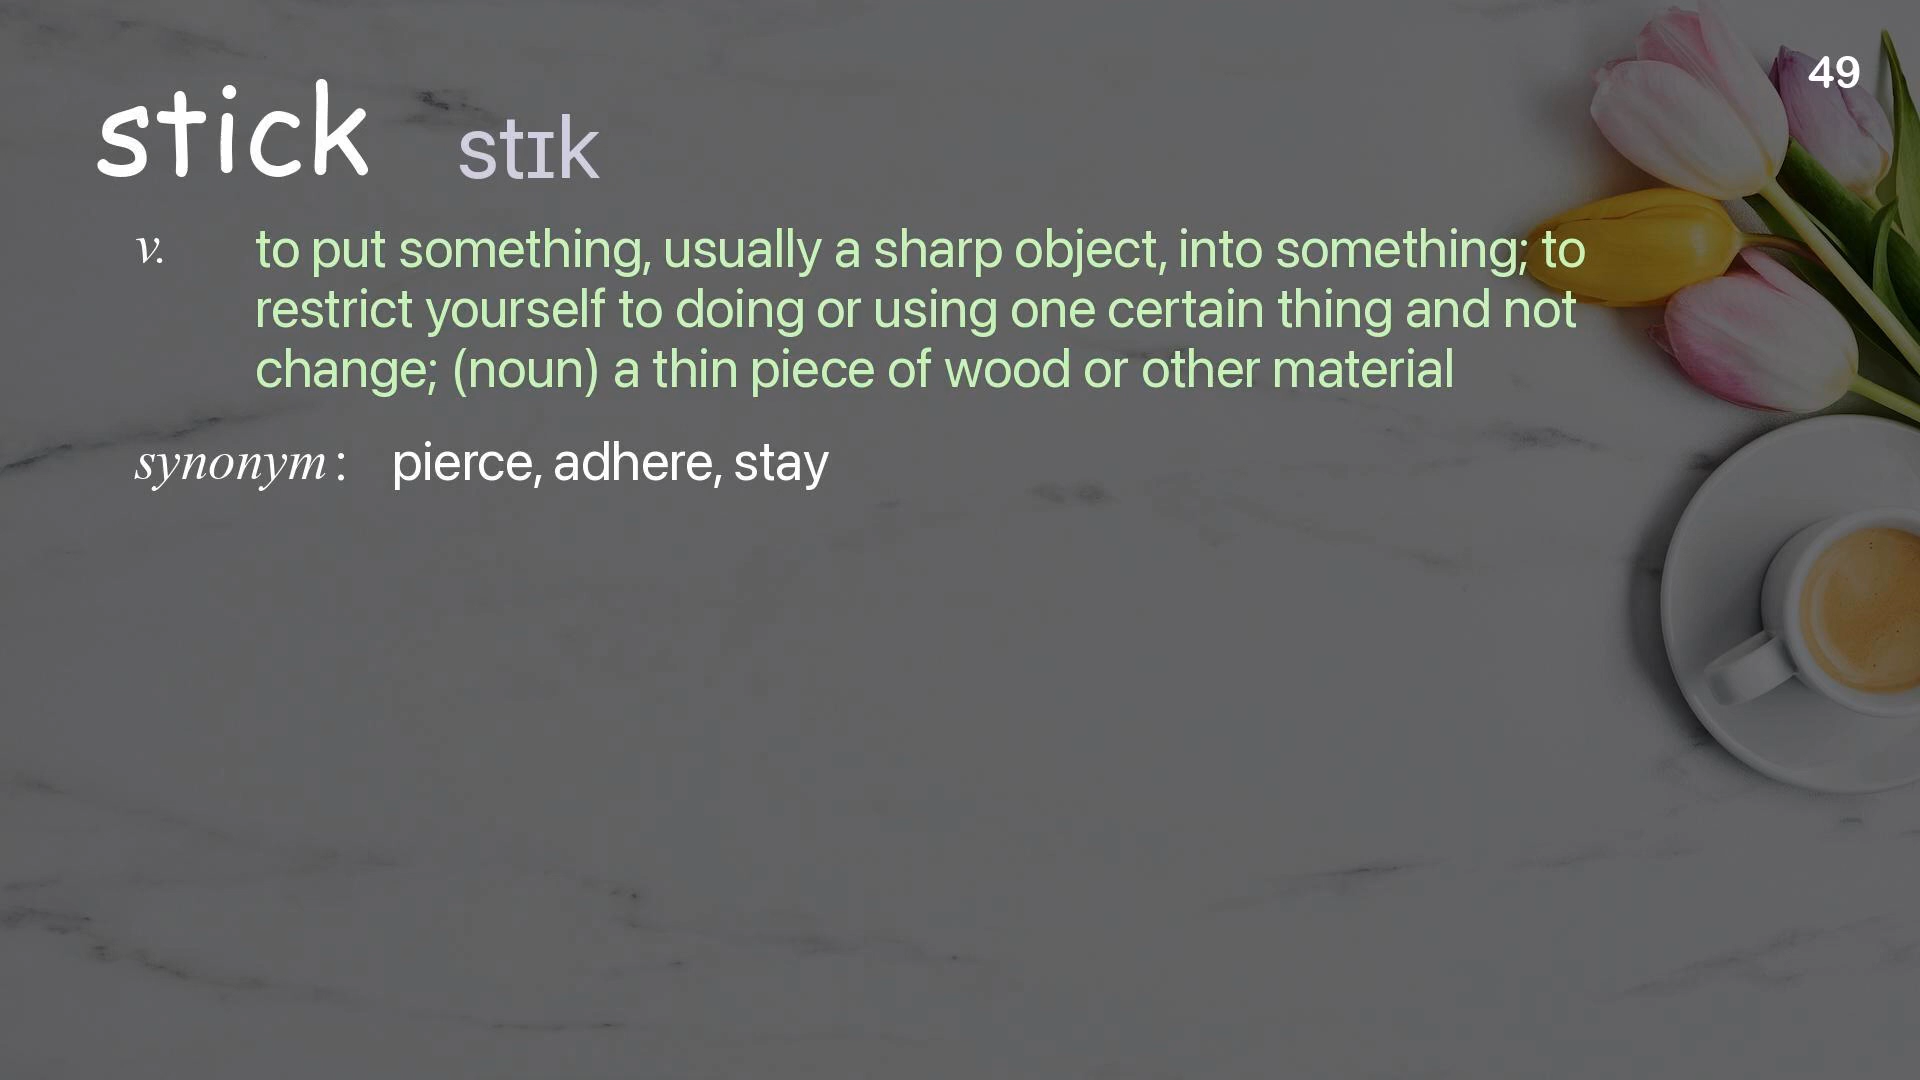 49
stick stɪk
v. to put something, usually a sharp object, into something; to
restrict yourself to doing or using one certain thing and not
change; (noun) a thin piece of wood or other material
synonym: pierce, adhere, stay